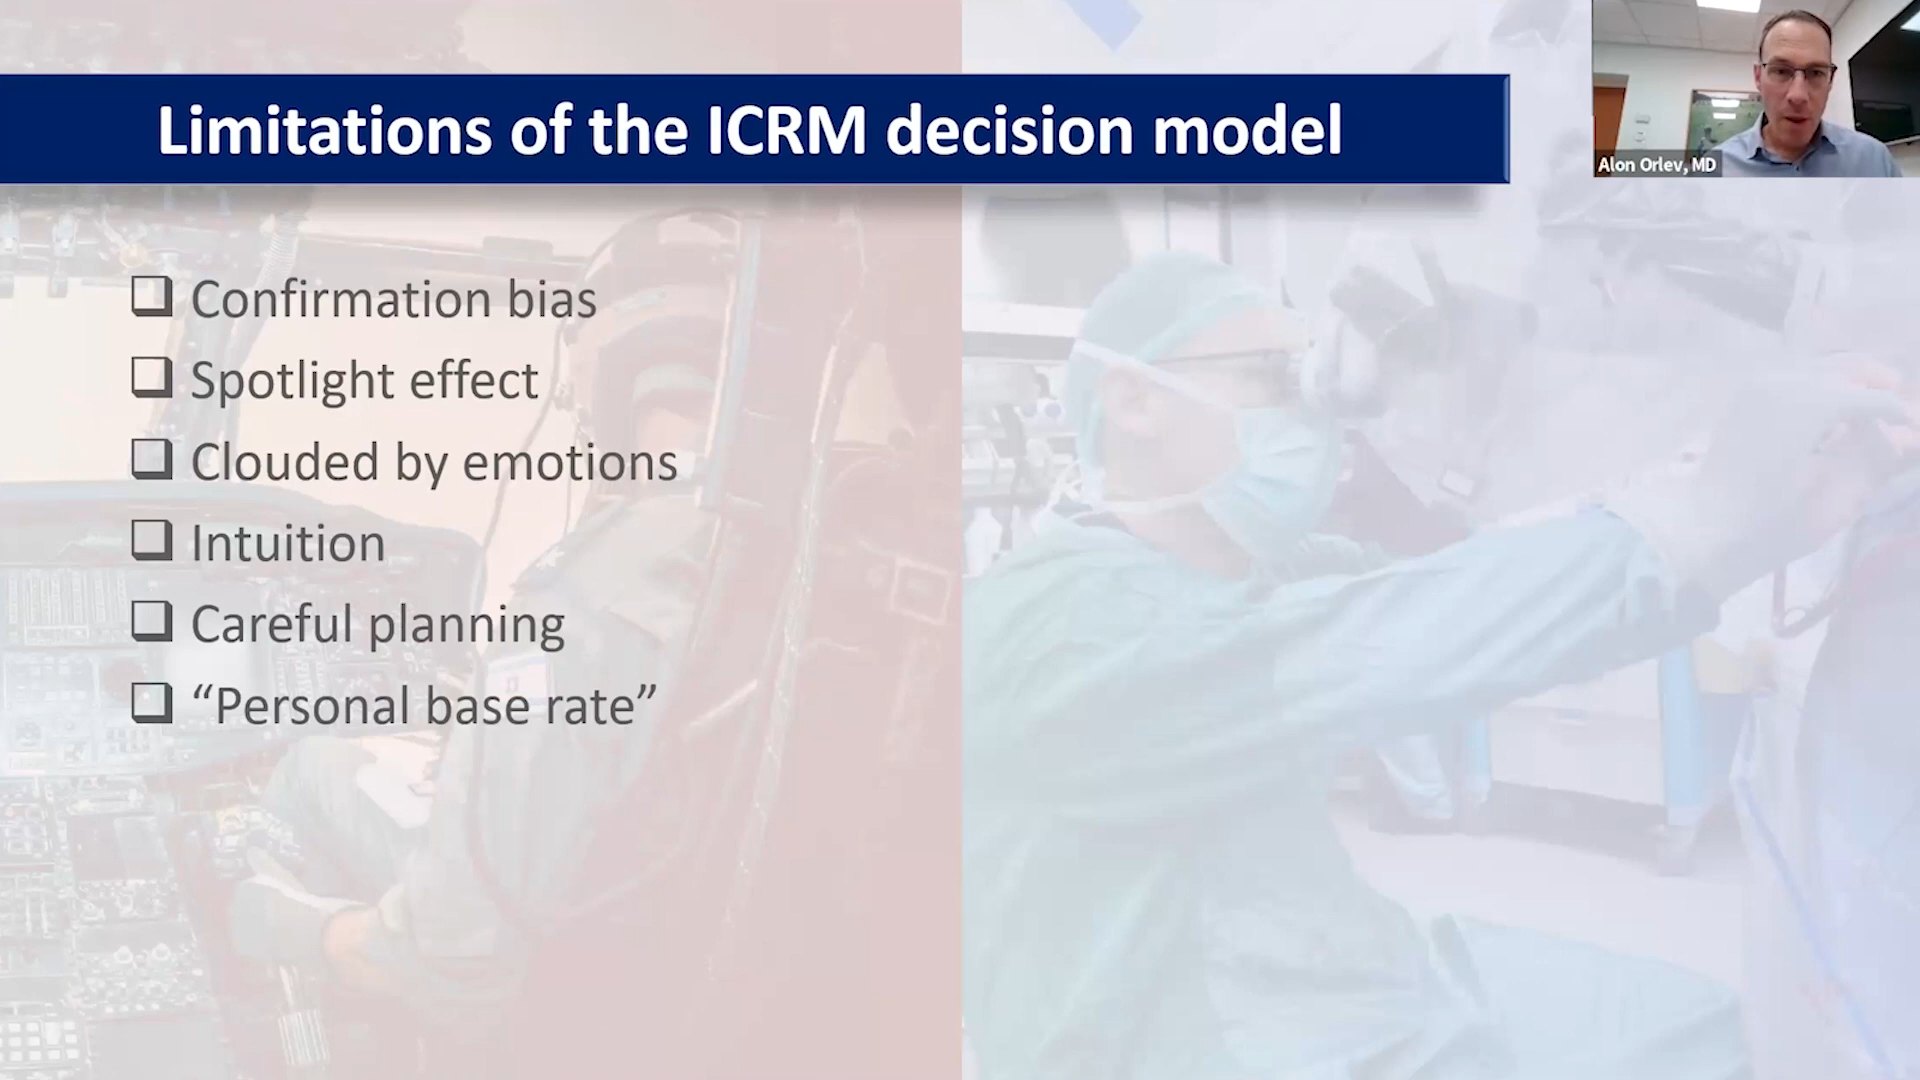 Limitations of the ICRM decision model
Alon Orlev, MD
Confirmation bias
Spotlight effect
Clouded by emotions
Intuition
Careful planning
“Personal base rate”